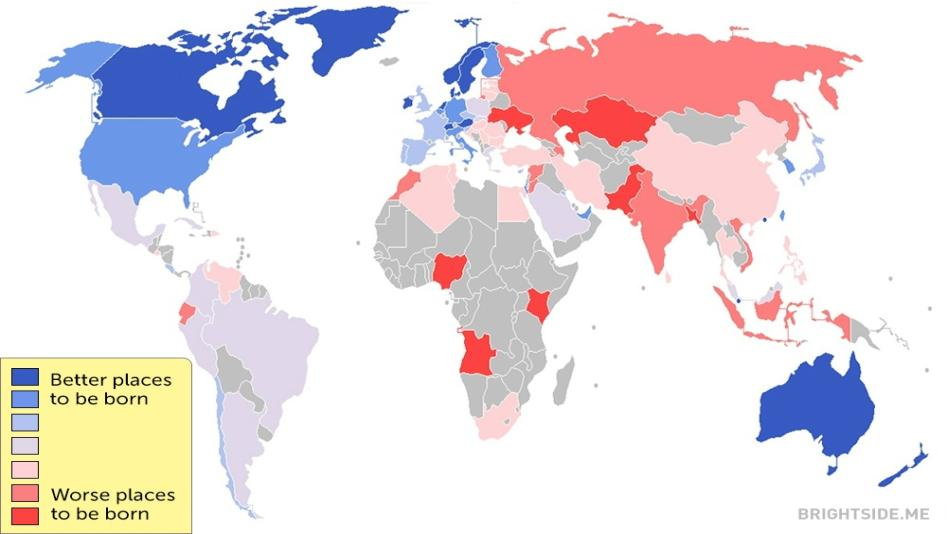 Better places
to be born
Worse places
to be born
BRIGHTSIDE.ME